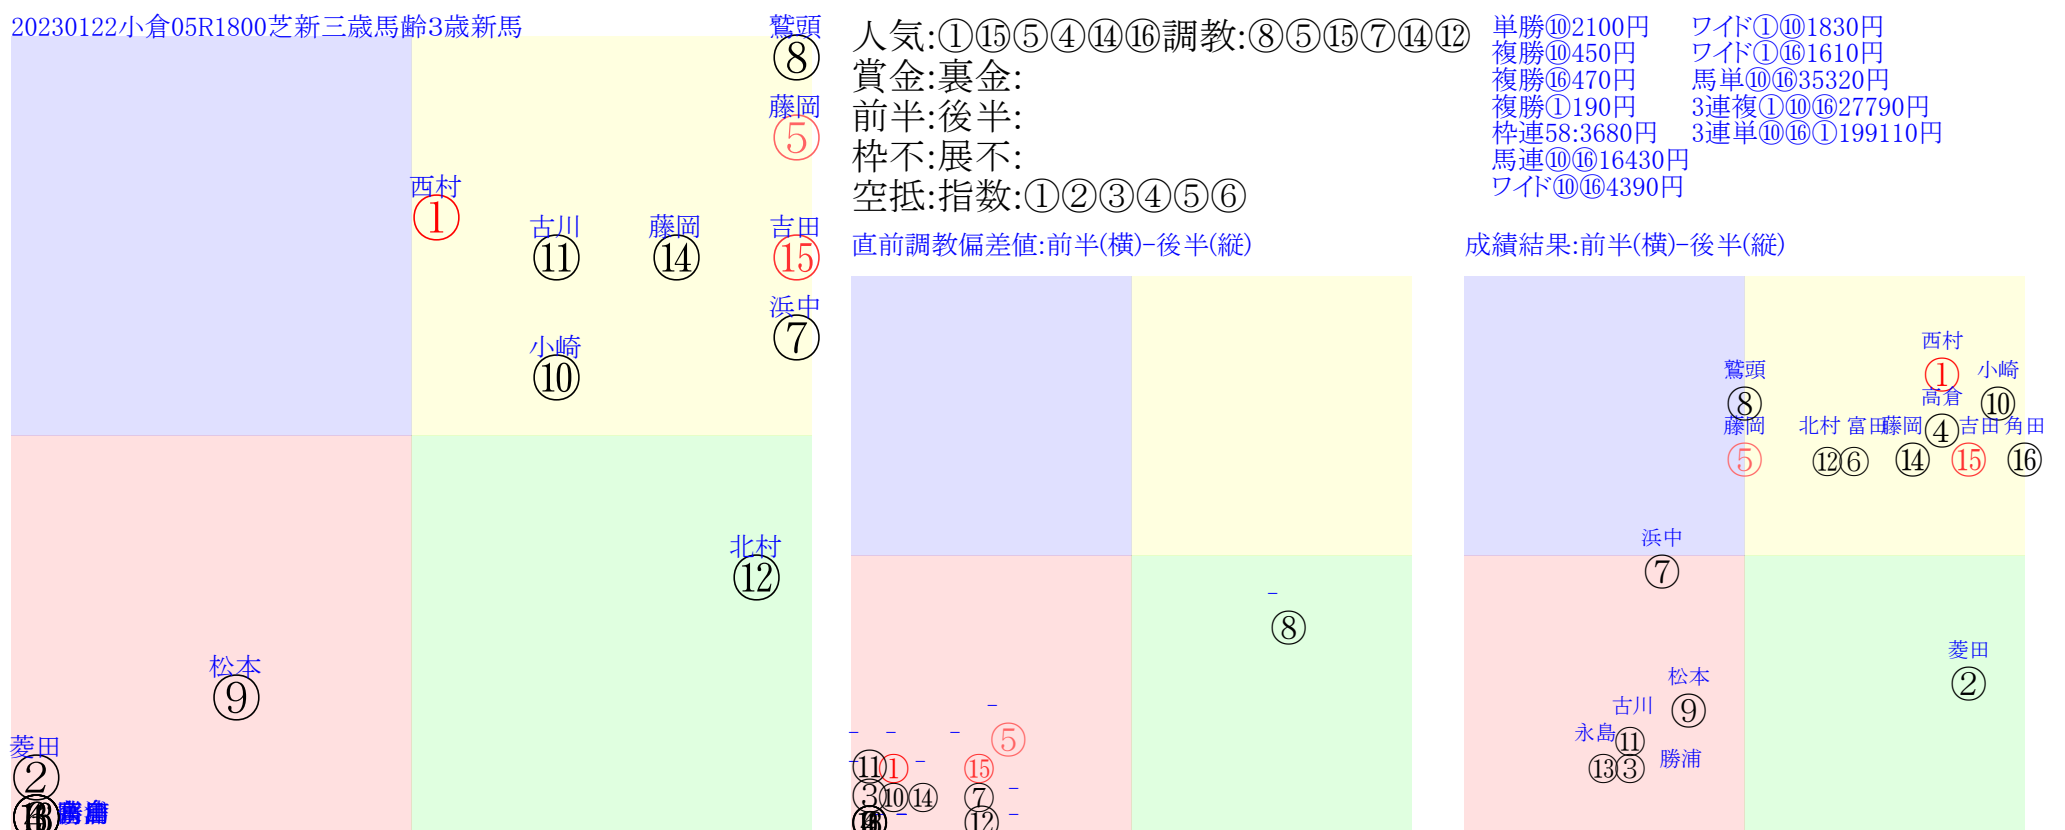 20230122小倉05R1800芝新三歳馬齢3歳新馬
鷲頭
⑧
藤岡
⑤
西村
①
古川
⑪
藤岡
⑭
吉田
⑮
浜中
⑦
小崎
⑩
北村
⑫
松本
⑨
菱田
②
人気:①⑮⑤④⑭⑯調教:⑧⑤⑮⑦⑭⑫
賞金:裏金:
前半:後半:
枠不:展不:
空抵:指数:①②③④⑤⑥
単勝⑩2100円
複勝⑩450円
複勝⑯470円
複勝①190円
枠連58:3680円
馬連⑩⑯16430円
ワイド⑩⑯4390円
ワイド①⑩1830円
ワイド①⑯1610円
馬単⑩⑯35320円
3連複①⑩⑯27790円
3連単⑩⑯①199110円
直前調教偏差値:前半(横)-後半(縦)
-
⑧
-
⑤
- - -
- -
⑪①⑮
③⑩⑭⑦
-
⑫
-
成績結果:前半(横)-後半(縦)
西村
①
鷲頭
⑧
小崎
⑩
高倉
④
藤岡
⑤
北村
⑫
富田
⑥
藤岡
⑭
吉田
⑮
角田
⑯
浜中
⑦
菱田
②
松本
⑨
古川
⑪
永島
⑬
勝浦
③